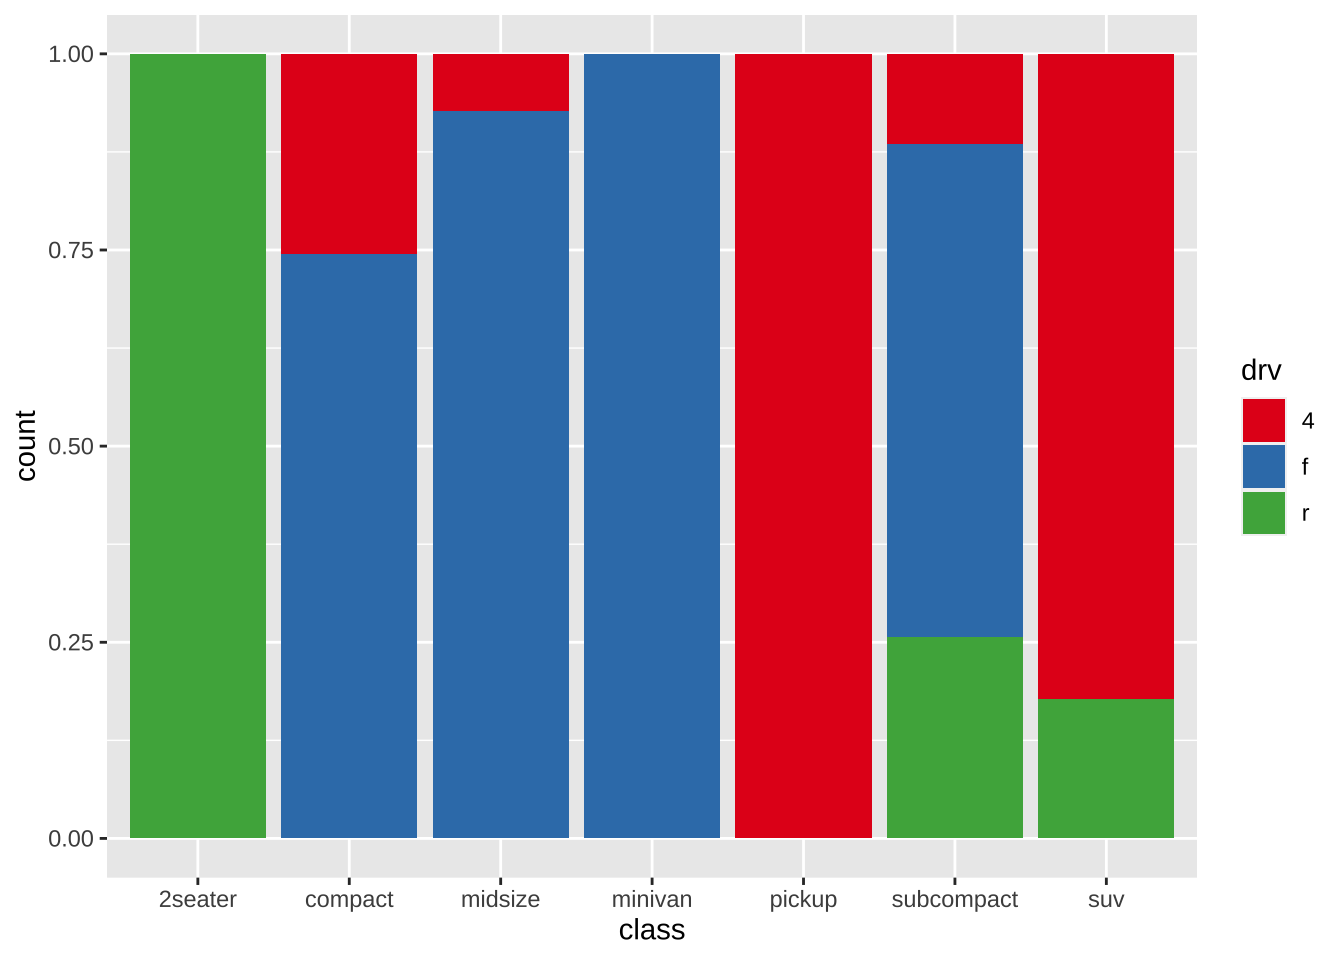 1.00
0.75
0.50
0.25
0.00
count
2seater compact midsize minivan pickup subcompact suv
class
drv
4
f
r